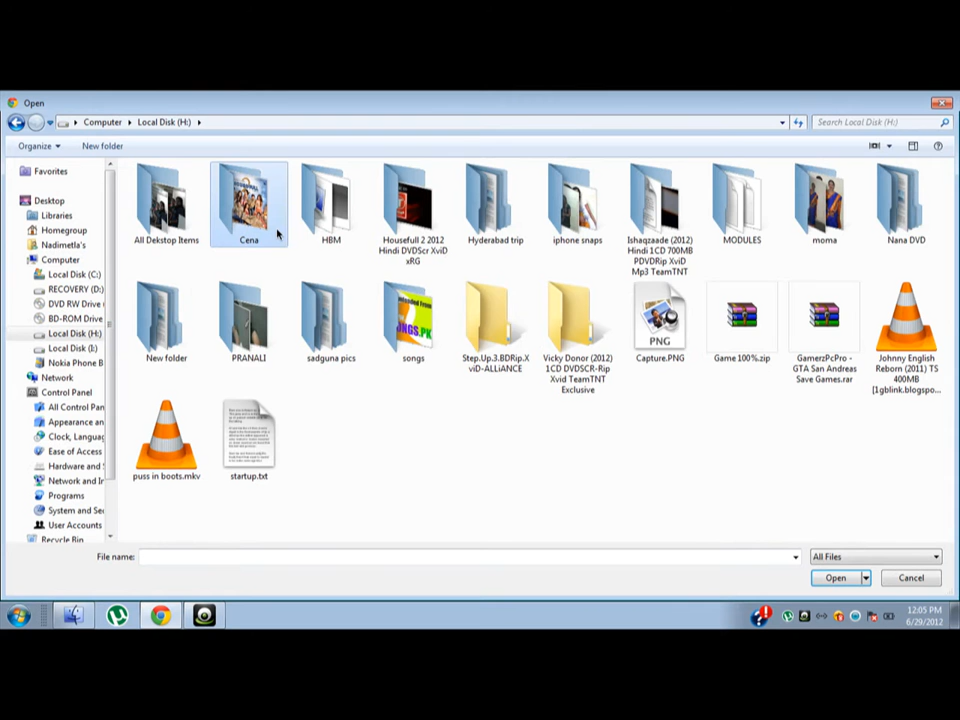 Open
Computer
Local Disk (H:)
Search Local Disk (H:)
Organize
New folder
Favorites
Desktop
Libraries
Homegroup
Nadimetla's
Computer
Local Disk (C:)
RECOVERY (D:)
DVD RW Drive
BD-ROM Drive
Local Disk (H:)
Local Disk (I:)
Nokia Phone B
Network
Control Panel
All Control Pan
Appearance an
Clock, Languag
Ease of Access
Hardware and
Network and In
Programs
System and Sec
User Accounts
Recycle Bin
All Dekstop Items
Cena
HBM
Housefull 2 2012
Hindi DVDScr XviD
xRG
Hyderabad trip
iphone snaps
Ishaqzaade (2012)
Hindi 1CD 700MB
PDVDRip XviD
Mp3 TeamTNT
MODULES
moma
Nana DVD
New folder
PRANALI
sadguna pics
songs
Step.Up.3.BDRip.X
viD-ALLiANCE
Vicky Donor (2012)
1CD DVDSCR-Rip
Xvid TeamTNT
Exclusive
PNG
Capture.PNG
Game 100%.zip
GamerzPcPro -
GTA San Andreas
Save Games.rar
Johnny English
Reborn (2011) TS
400MB
[1gblink.blogspo...
puss in boots.mkv
startup.txt
File name:
All Files
Open
Cancel
12:05 PM
6/29/2012